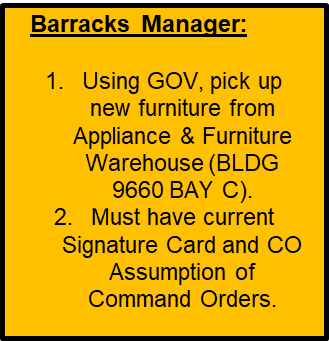 Barracks Manager:
1. Using GOV, pick up
new furniture from
Appliance & Furniture
Warehouse (BLDG
9660 BAY C).
2. Must have current
Signature Card and CO
Assumption of
Command Orders.